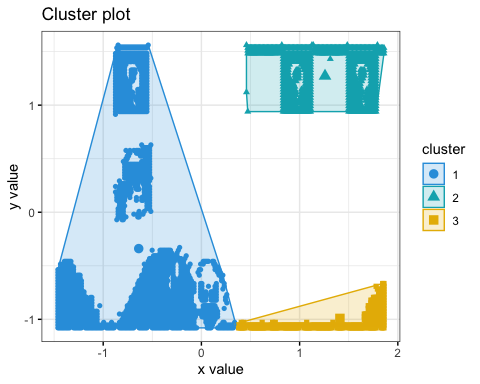 Cluster plot
1
0
-1
y value
-1
0
1
2
x value
cluster
1
2
3